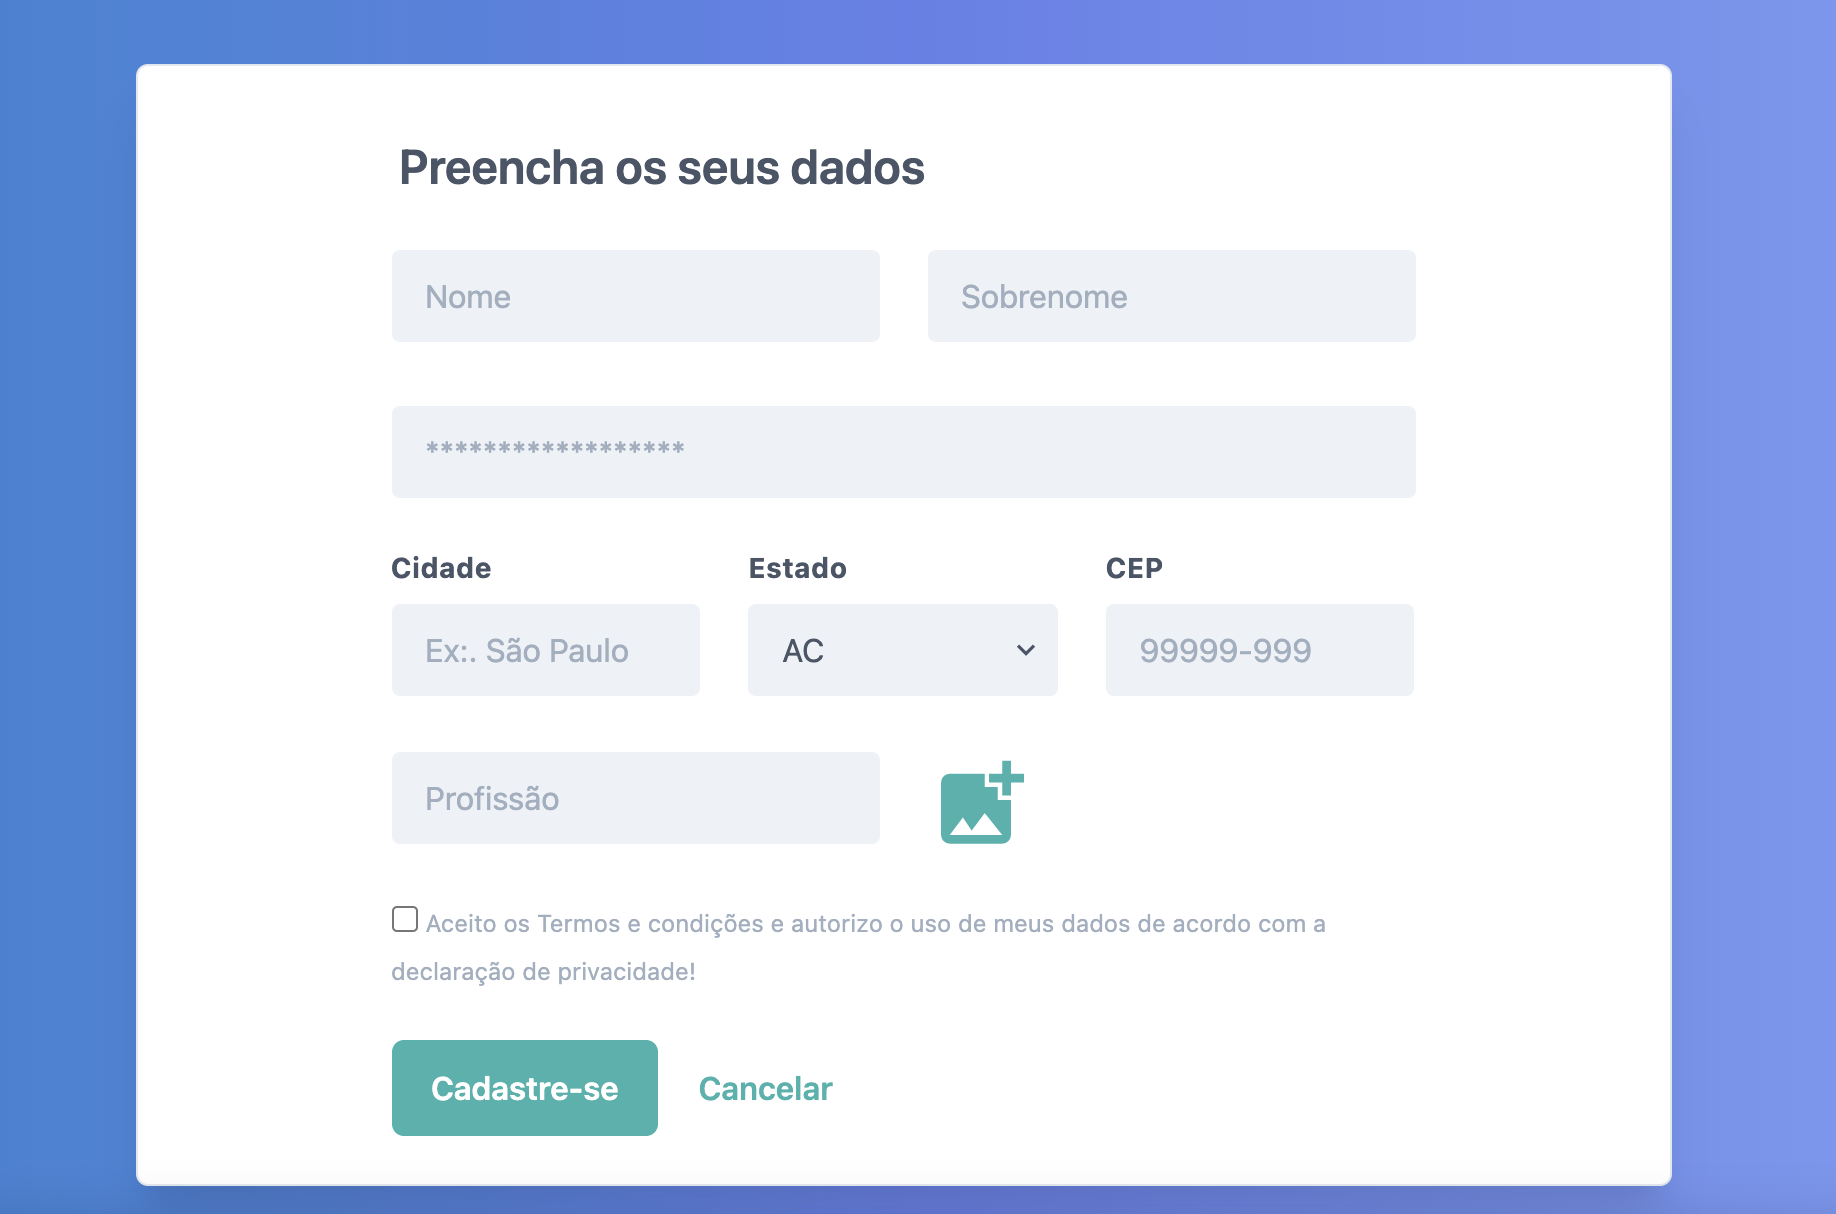 Preencha os seus dados
Nome
Sobrenome
******************
Cidade
Estado
CEP
Ex:. São Paulo
AC
99999-999
Profissão
Aceito os Termos e condições e autorizo o uso de meus dados de acordo com a
declaração de privacidade!
Cadastre-se
Cancelar